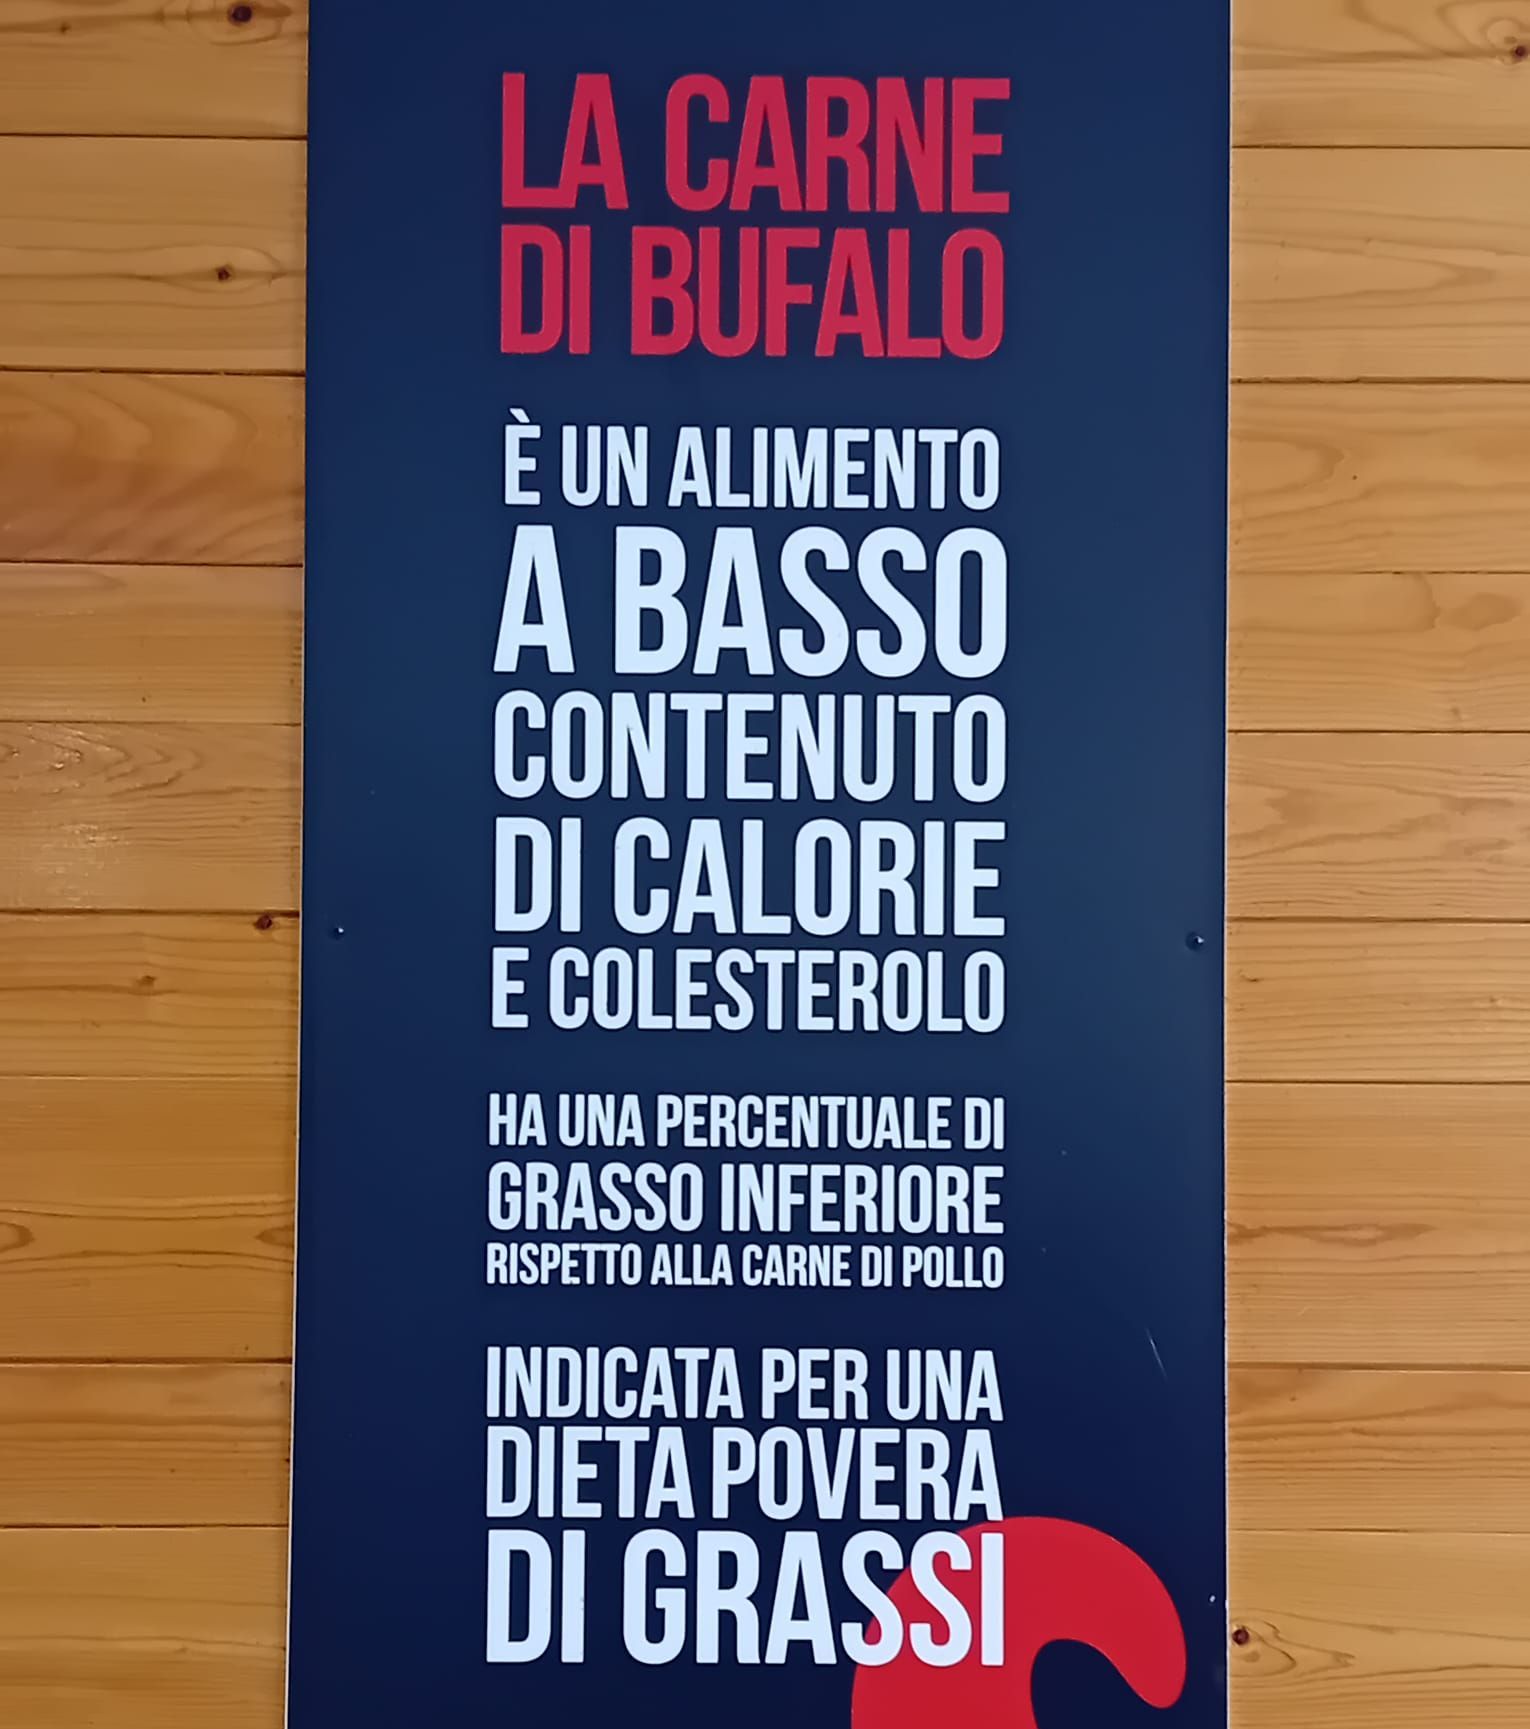 LA CARNE
DI BUFALO
È UN ALIMENTO
A BASSO
CONTENUTO
DI CALORIE
E COLESTEROLO
HA UNA PERCENTUALE DI
GRASSO INFERIORE
RISPETTO ALLA CARNE DI POLLO
INDICATA PER UNA
DIETA POVERA
DI GRASSI